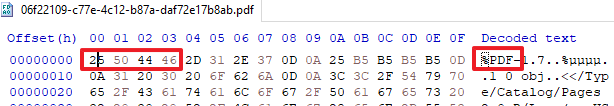 06f22109-c77e-4c12-b87a-daf72e17b8ab.pdf
Offset(h) 00 01 02 03 04 05 06 07 08 09 0A 0B 0C 0D 0E 0F Decoded text
00000000 25 50 44 46 2D 31 2E 37 0D 0A 25 B5 B5 B5 B5 0D %PDF-1.7..%µµµµ.
00000010 0A 31 20 30 20 6F 62 6A 0D 0A 3C 3C 2F 54 79 70 .1 0 obj..<</Typ
00000020 65 2F 43 61 74 61 6C 6F 67 2F 50 61 67 65 73 20 e/Catalog/Pages